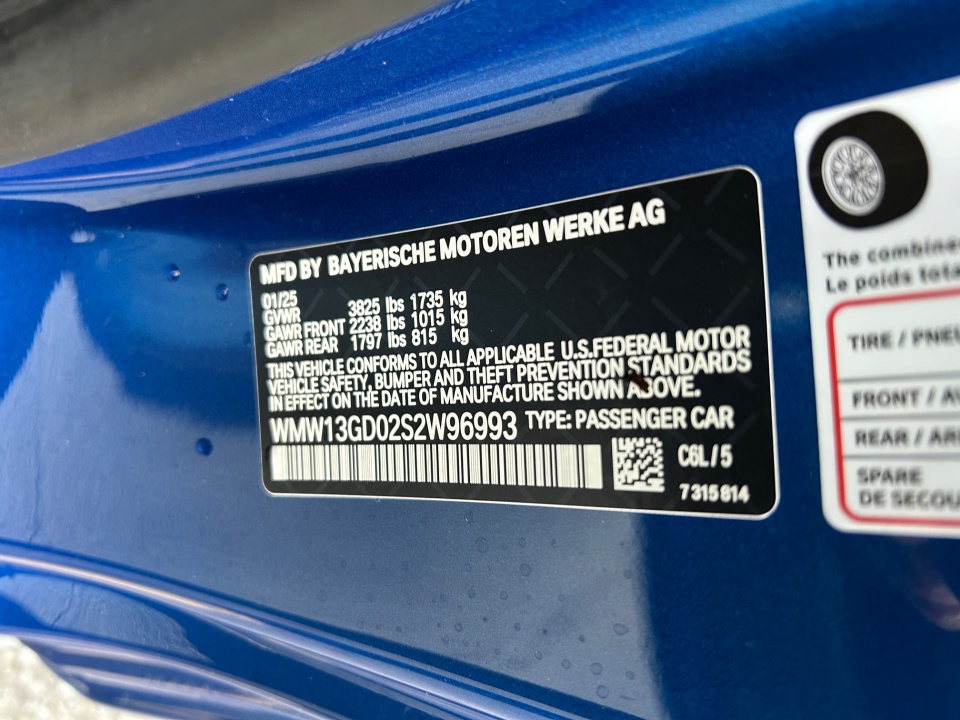 MFD BY BAYERISCHE MOTOREN WERKE AG
01/25
GVWR 3825 lbs 1735 kg
GAWR FRONT 2238 lbs 1015 kg
GAWR REAR 1797 lbs 815 kg
THIS VEHICLE CONFORMS TO ALL APPLICABLE U.S.FEDERAL MOTOR
VEHICLE SAFETY, BUMPER AND THEFT PREVENTION STANDARDS
IN EFFECT ON THE DATE OF MANUFACTURE SHOWN ABOVE.
WMW13GD02S2W96993 TYPE: PASSENGER CAR
C6L/5
7315814
The combine
Le poids tota
TIRE / PNEU
FRONT / AV
REAR / ARR
SPARE
DE SECOU